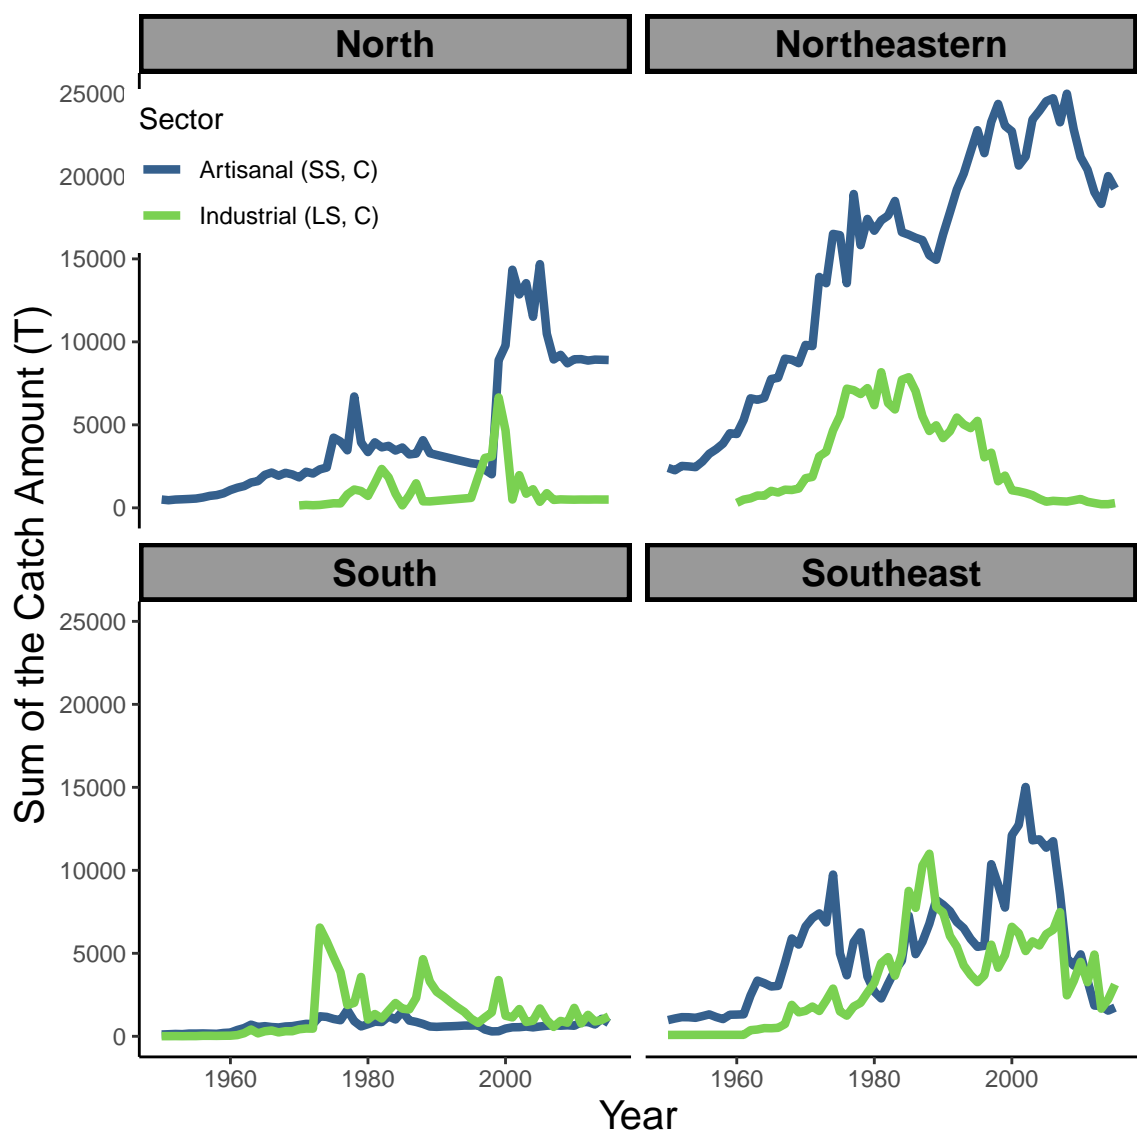 North
Northeastern
Sector
Artisanal (SS, C)
Industrial (LS, C)
25000
20000
15000
10000
5000
0
South
Southeast
25000
20000
15000
10000
5000
0
1960
1980
2000
1960
1980
2000
Sum of the Catch Amount (T)
Year